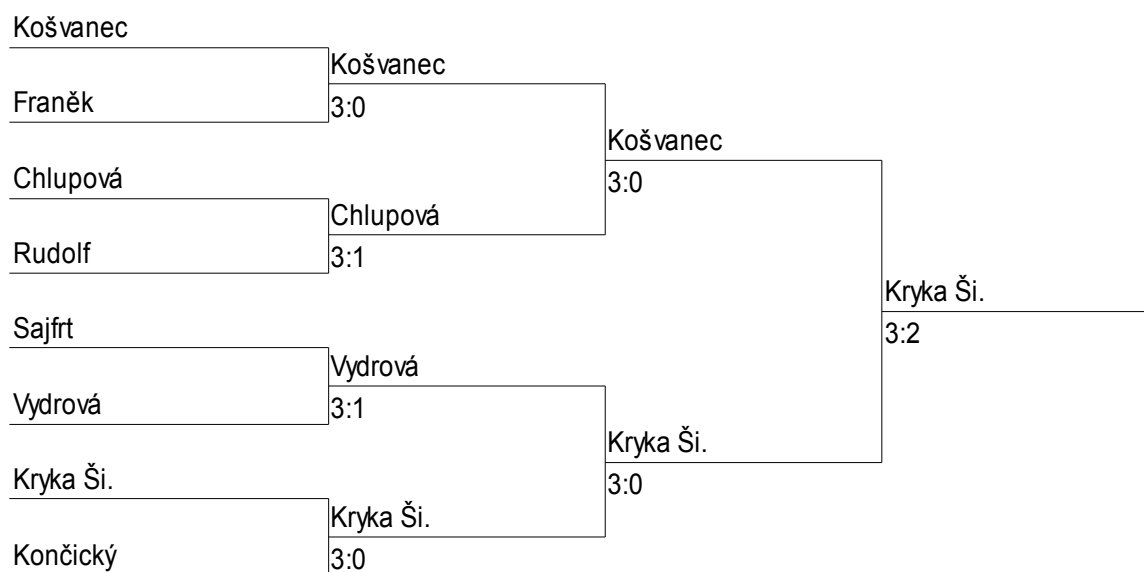 Košvanec
Košvanec
Franěk
3:0
Košvanec
Chlupová
3:0
Chlupová
Rudolf
3:1
Kryka Ši.
Sajfrt
3:2
Vydrová
Vydrová
3:1
Kryka Ši.
Kryka Ši.
3:0
Kryka Ši.
Končický
3:0